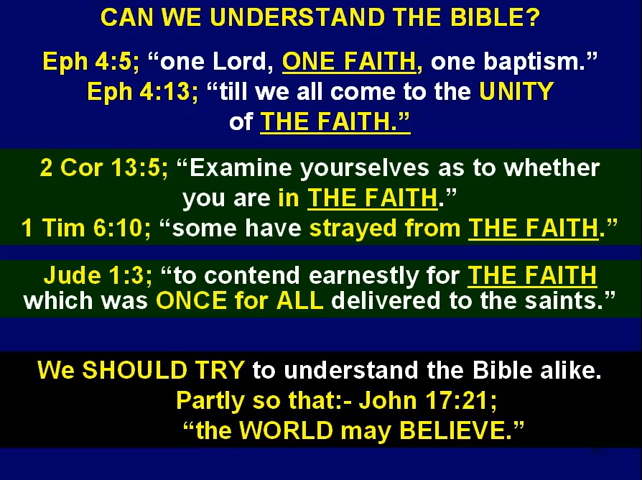 CAN WE UNDERSTAND THE BIBLE?
Eph 4:5; “one Lord, ONE FAITH, one baptism.”
Eph 4:13; “till we all come to the UNITY
of THE FAITH.”
2 Cor 13:5; “Examine yourselves as to whether
you are in THE FAITH.”
1 Tim 6:10; “some have strayed from THE FAITH.”
Jude 1:3; “to contend earnestly for THE FAITH
which was ONCE for ALL delivered to the saints.”
We SHOULD TRY to understand the Bible alike.
Partly so that:- John 17:21;
“the WORLD may BELIEVE.”